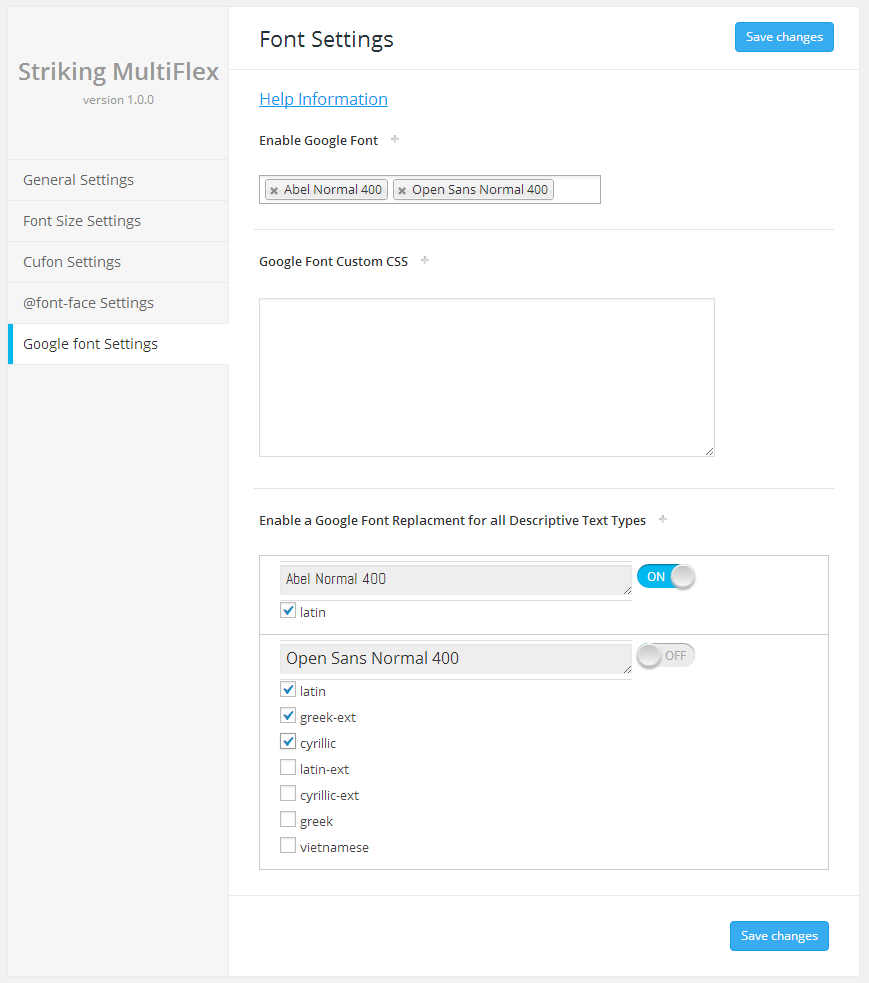 Striking MultiFlex
version 1.0.0
General Settings
Font Size Settings
Cufon Settings
@font-face Settings
Google font Settings
Font Settings
Save changes
Help Information
Enable Google Font +
× Abel Normal 400 × Open Sans Normal 400
Google Font Custom CSS +
Enable a Google Font Replacment for all Descriptive Text Types +
Abel Normal 400
ON
latin
Open Sans Normal 400
OFF
latin
greek-ext
cyrillic
latin-ext
cyrillic-ext
greek
vietnamese
Save changes